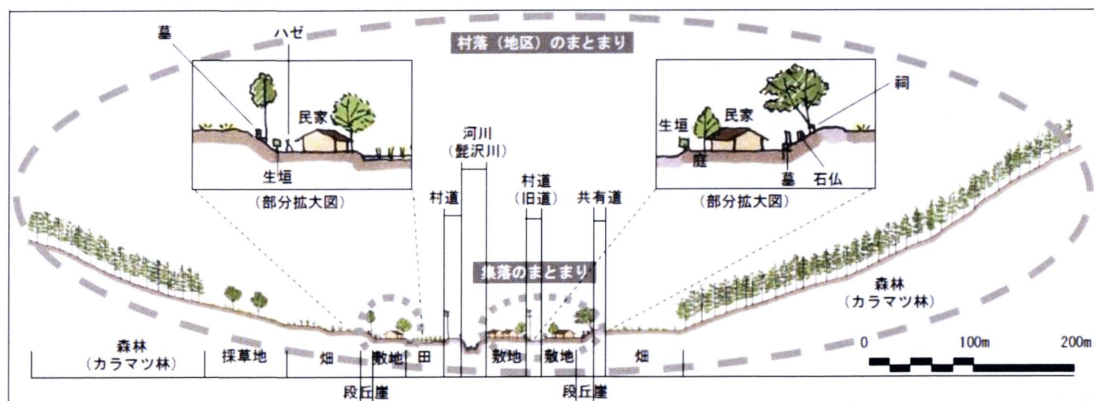 村落（地区）のまとまり
墓
ハゼ
民家
生垣
（部分拡大図）
河川
（髭沢川）
村道
村道
（旧道）
共有道
祠
生垣
民家
庭
墓
石仏
（部分拡大図）
集落のまとまり
森林
（カラマツ林）
採草地
畑
敷地
田
敷地
敷地
畑
段丘崖
段丘崖
森林
（カラマツ林）
0
100m
200m